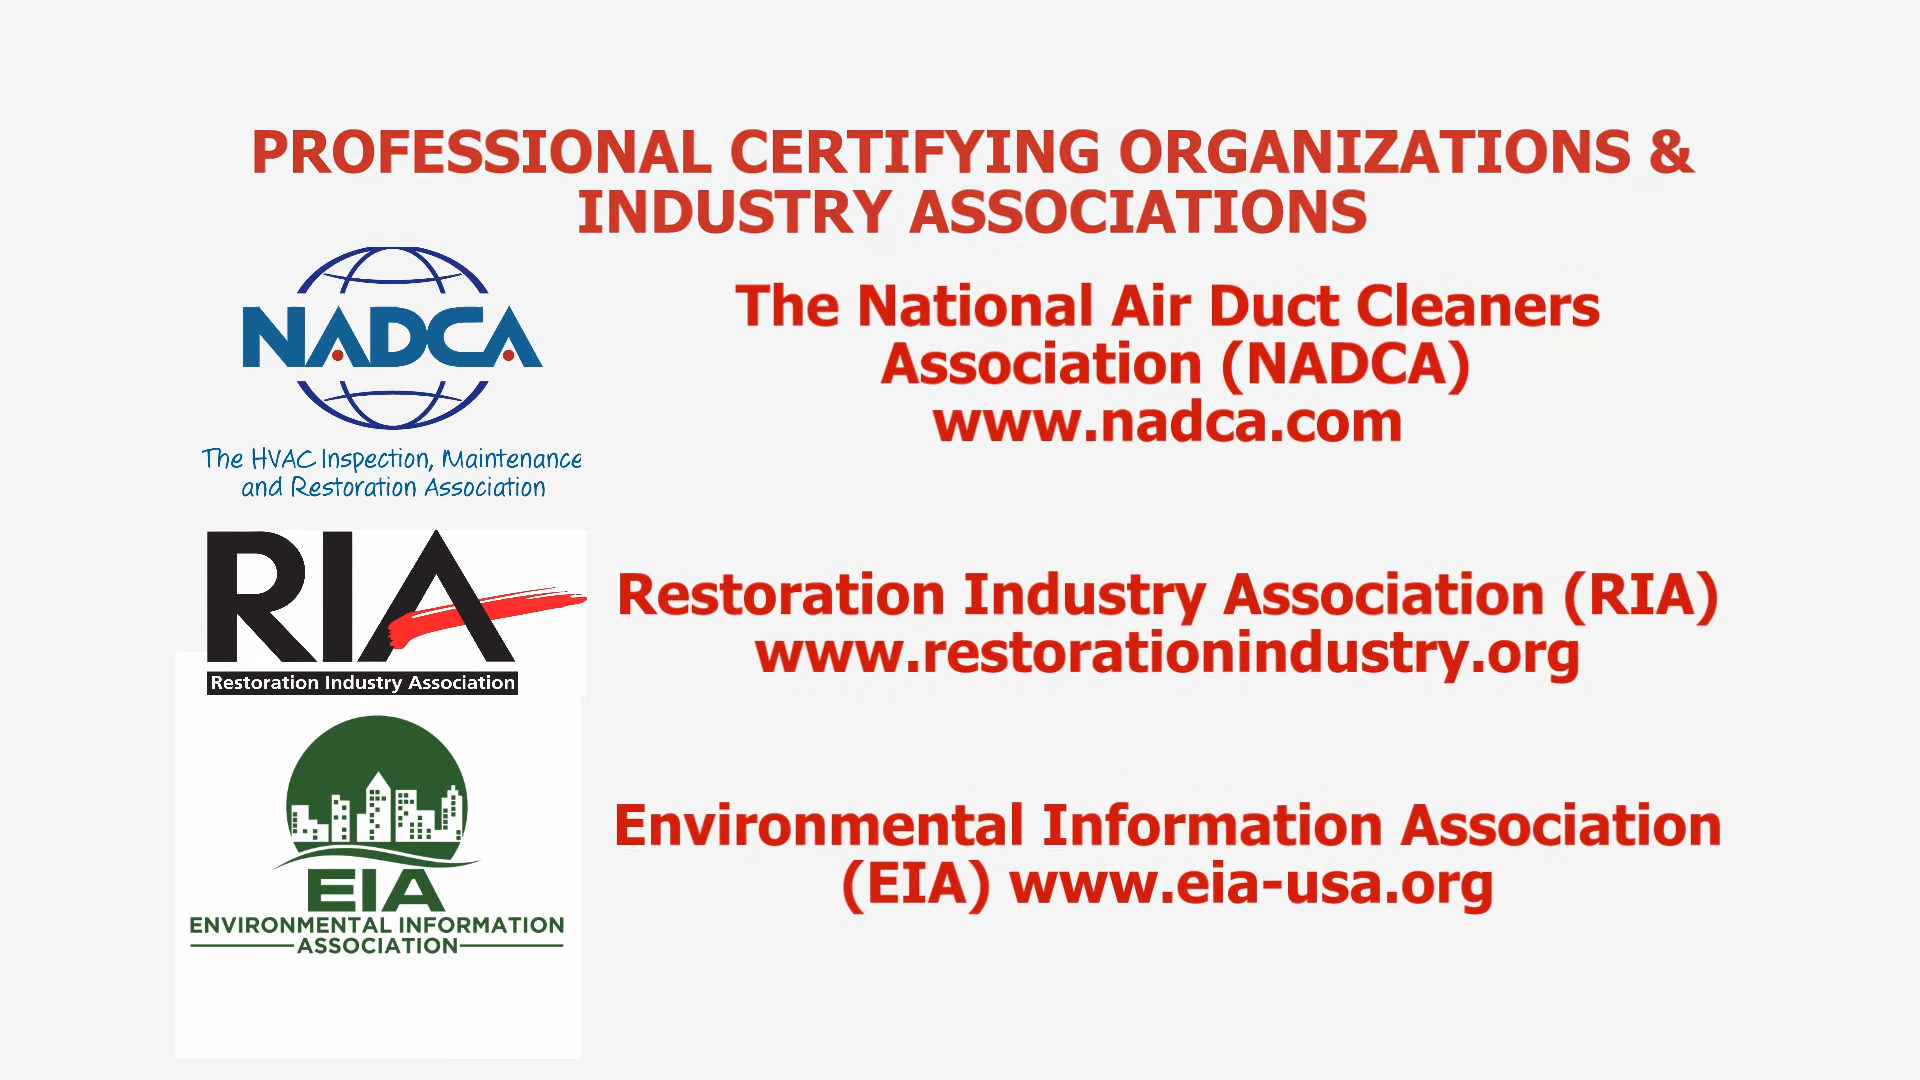 PROFESSIONAL CERTIFYING ORGANIZATIONS &
INDUSTRY ASSOCIATIONS
NADCA
The HVAC Inspection, Maintenance
and Restoration Association
The National Air Duct Cleaners
Association (NADCA)
www.nadca.com
RIA
Restoration Industry Association
Restoration Industry Association (RIA)
www.restorationindustry.org
EIA
ENVIRONMENTAL INFORMATION
ASSOCIATION
Environmental Information Association
(EIA) www.eia-usa.org